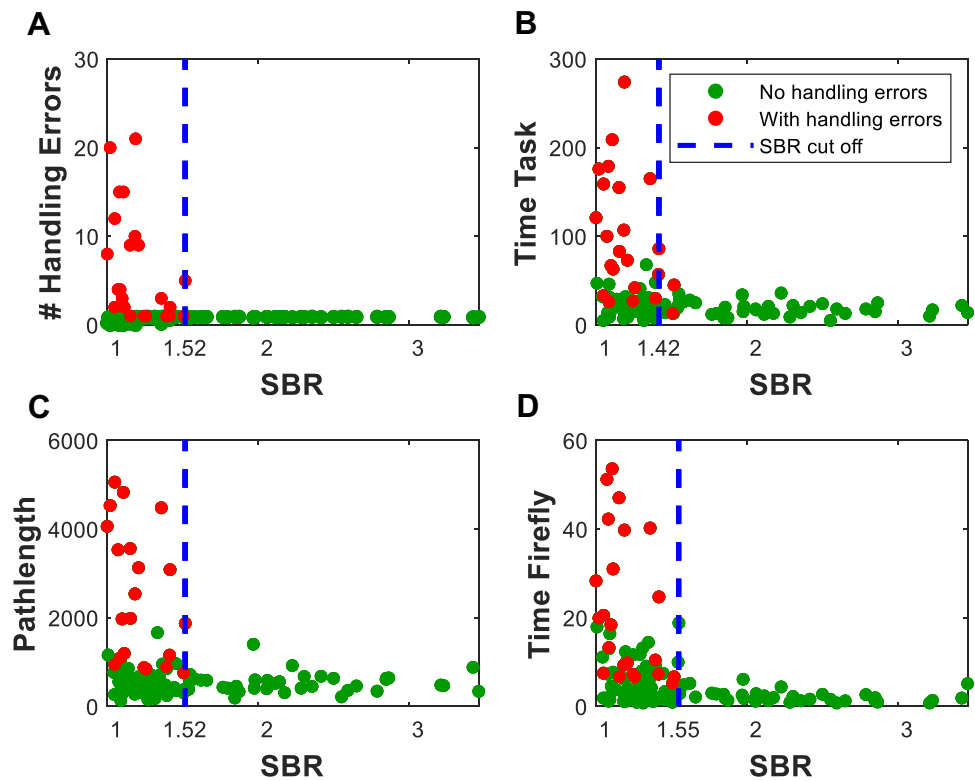 A
# Handling Errors
30
20
10
0
1
1.52
2
3
SBR
B
Time Task
300
200
100
0
No handling errors
With handling errors
SBR cut off
1
1.42
2
3
SBR
C
Pathlength
6000
4000
2000
0
1
1.52
2
3
SBR
D
Time Firefly
60
40
20
0
1
1.55
2
3
SBR